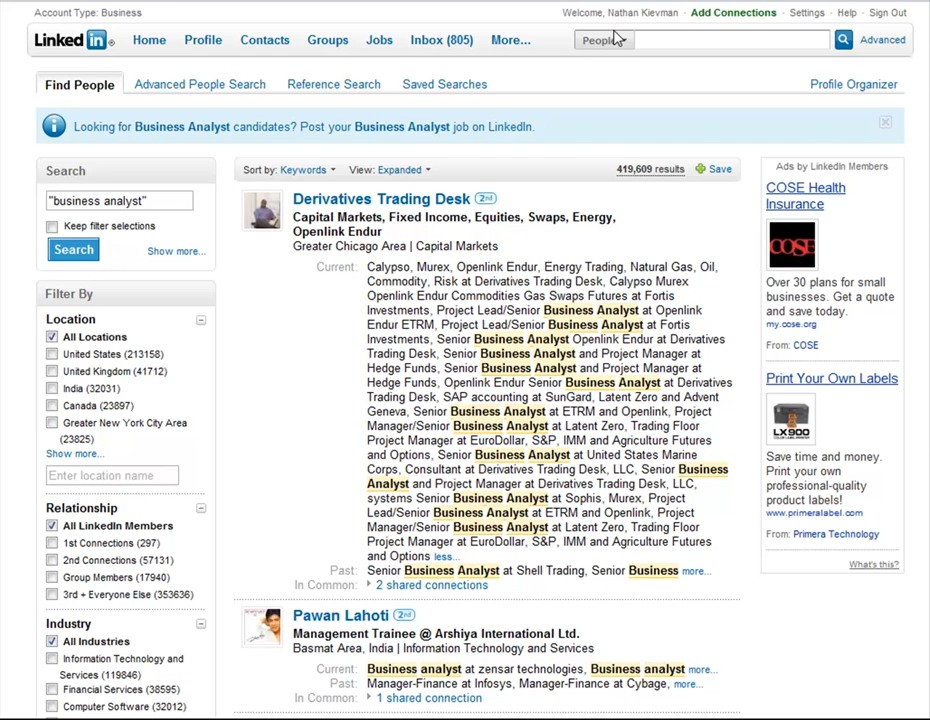 Account Type: Business
Welcome, Nathan Kievman · Add Connections · Settings · Help · Sign Out
Linked in
Home Profile Contacts Groups Jobs Inbox (805) More...
People
Advanced
Find People
Advanced People Search
Reference Search
Saved Searches
Profile Organizer
Looking for Business Analyst candidates? Post your Business Analyst job on LinkedIn.
Search
"business analyst"
Keep filter selections
Search
Show more...
Filter By
Location
All Locations
United States (213158)
United Kingdom (41712)
India (32031)
Canada (23897)
Greater New York City Area
(23825)
Show more...
Enter location name
Relationship
All LinkedIn Members
1st Connections (297)
2nd Connections (57131)
Group Members (17940)
3rd + Everyone Else (353636)
Industry
All Industries
Information Technology and
Services (119846)
Financial Services (38595)
Computer Software (32012)
Sort by: Keywords
View: Expanded
419,609 results
Save
Derivatives Trading Desk 2nd
Capital Markets, Fixed Income, Equities, Swaps, Energy,
Openlink Endur
Greater Chicago Area | Capital Markets
Current: Calypso, Murex, Openlink Endur, Energy Trading, Natural Gas, Oil,
Commodity, Risk at Derivatives Trading Desk, Calypso Murex
Openlink Endur Commodities Gas Swaps Futures at Fortis
Investments, Project Lead/Senior Business Analyst at Openlink
Endur ETRM, Project Lead/Senior Business Analyst at Fortis
Investments, Senior Business Analyst Openlink Endur at Derivatives
Trading Desk, Senior Business Analyst and Project Manager at
Hedge Funds, Senior Business Analyst and Project Manager at
Hedge Funds, Openlink Endur Senior Business Analyst at Derivatives
Trading Desk, SAP accounting at SunGard, Latent Zero and Advent
Geneva, Senior Business Analyst at ETRM and Openlink, Project
Manager/Senior Business Analyst at Latent Zero, Trading Floor
Project Manager at EuroDollar, S&P, IMM and Agriculture Futures
and Options, Senior Business Analyst at United States Marine
Corps, Consultant at Derivatives Trading Desk, LLC, Senior Business
Analyst and Project Manager at Derivatives Trading Desk, LLC,
systems Senior Business Analyst at Sophis, Murex, Project
Lead/Senior Business Analyst at ETRM and Openlink, Project
Manager/Senior Business Analyst at Latent Zero, Trading Floor
Project Manager at EuroDollar, S&P, IMM and Agriculture Futures
and Options less...
Past: Senior Business Analyst at Shell Trading, Senior Business more...
In Common: 2 shared connections
Pawan Lahoti 2nd
Management Trainee @ Arshiya International Ltd.
Basmat Area, India | Information Technology and Services
Current: Business analyst at zensar technologies, Business analyst more...
Past: Manager-Finance at Infosys, Manager-Finance at Cybage, more...
In Common: 1 shared connection
Ads by LinkedIn Members
COSE Health
Insurance
COSE
Over 30 plans for small
businesses. Get a quote
and save today.
my.cose.org
From: COSE
Print Your Own Labels
LX900
Save time and money.
Print your own
professional-quality
product labels!
www.primeralabel.com
From: Primera Technology
What's this?